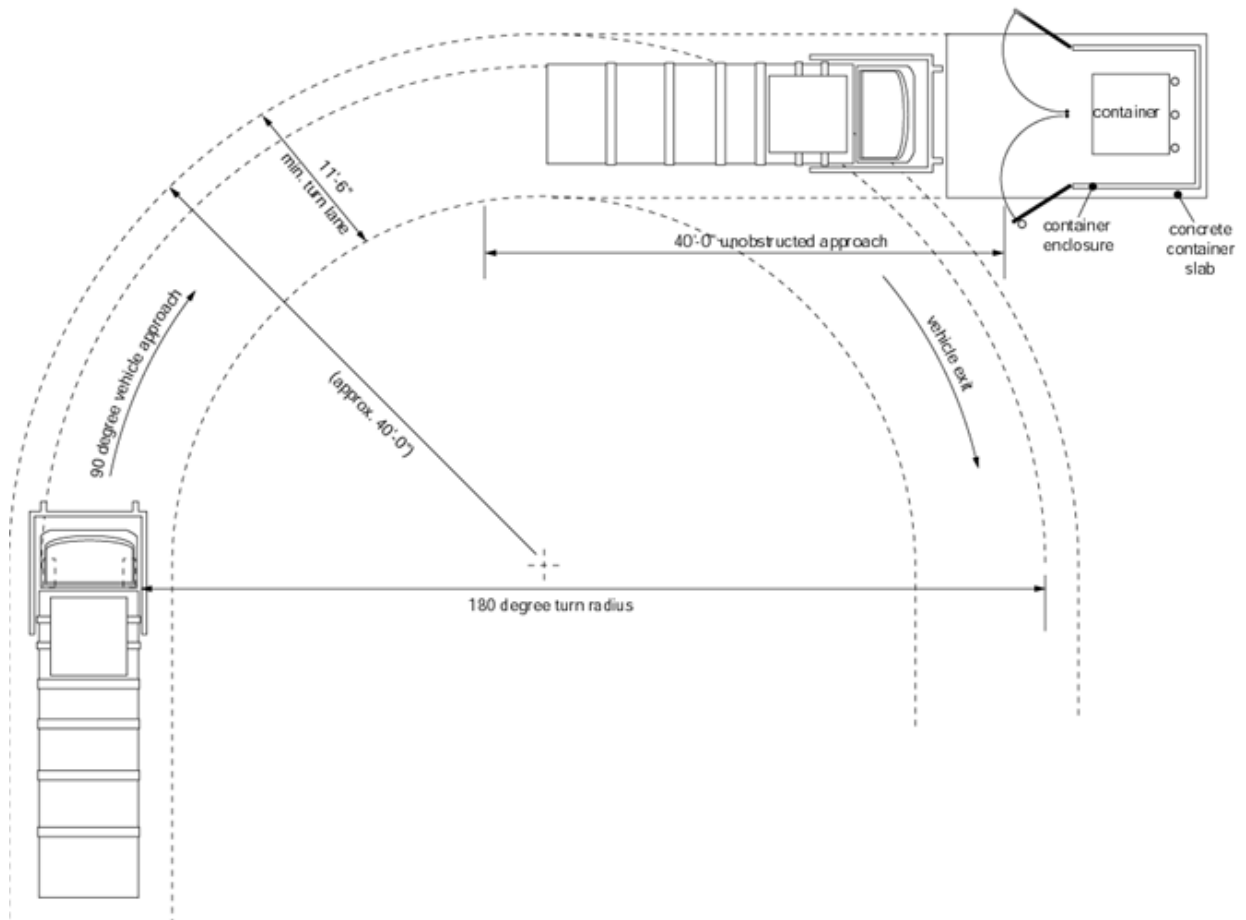 container
11'-6"
min. turn lane
40'-0" unobstructed approach
container
enclosure
concrete
container
slab
90 degree vehicle approach
(approx. 40'-0")
vehicle exit
180 degree turn radius